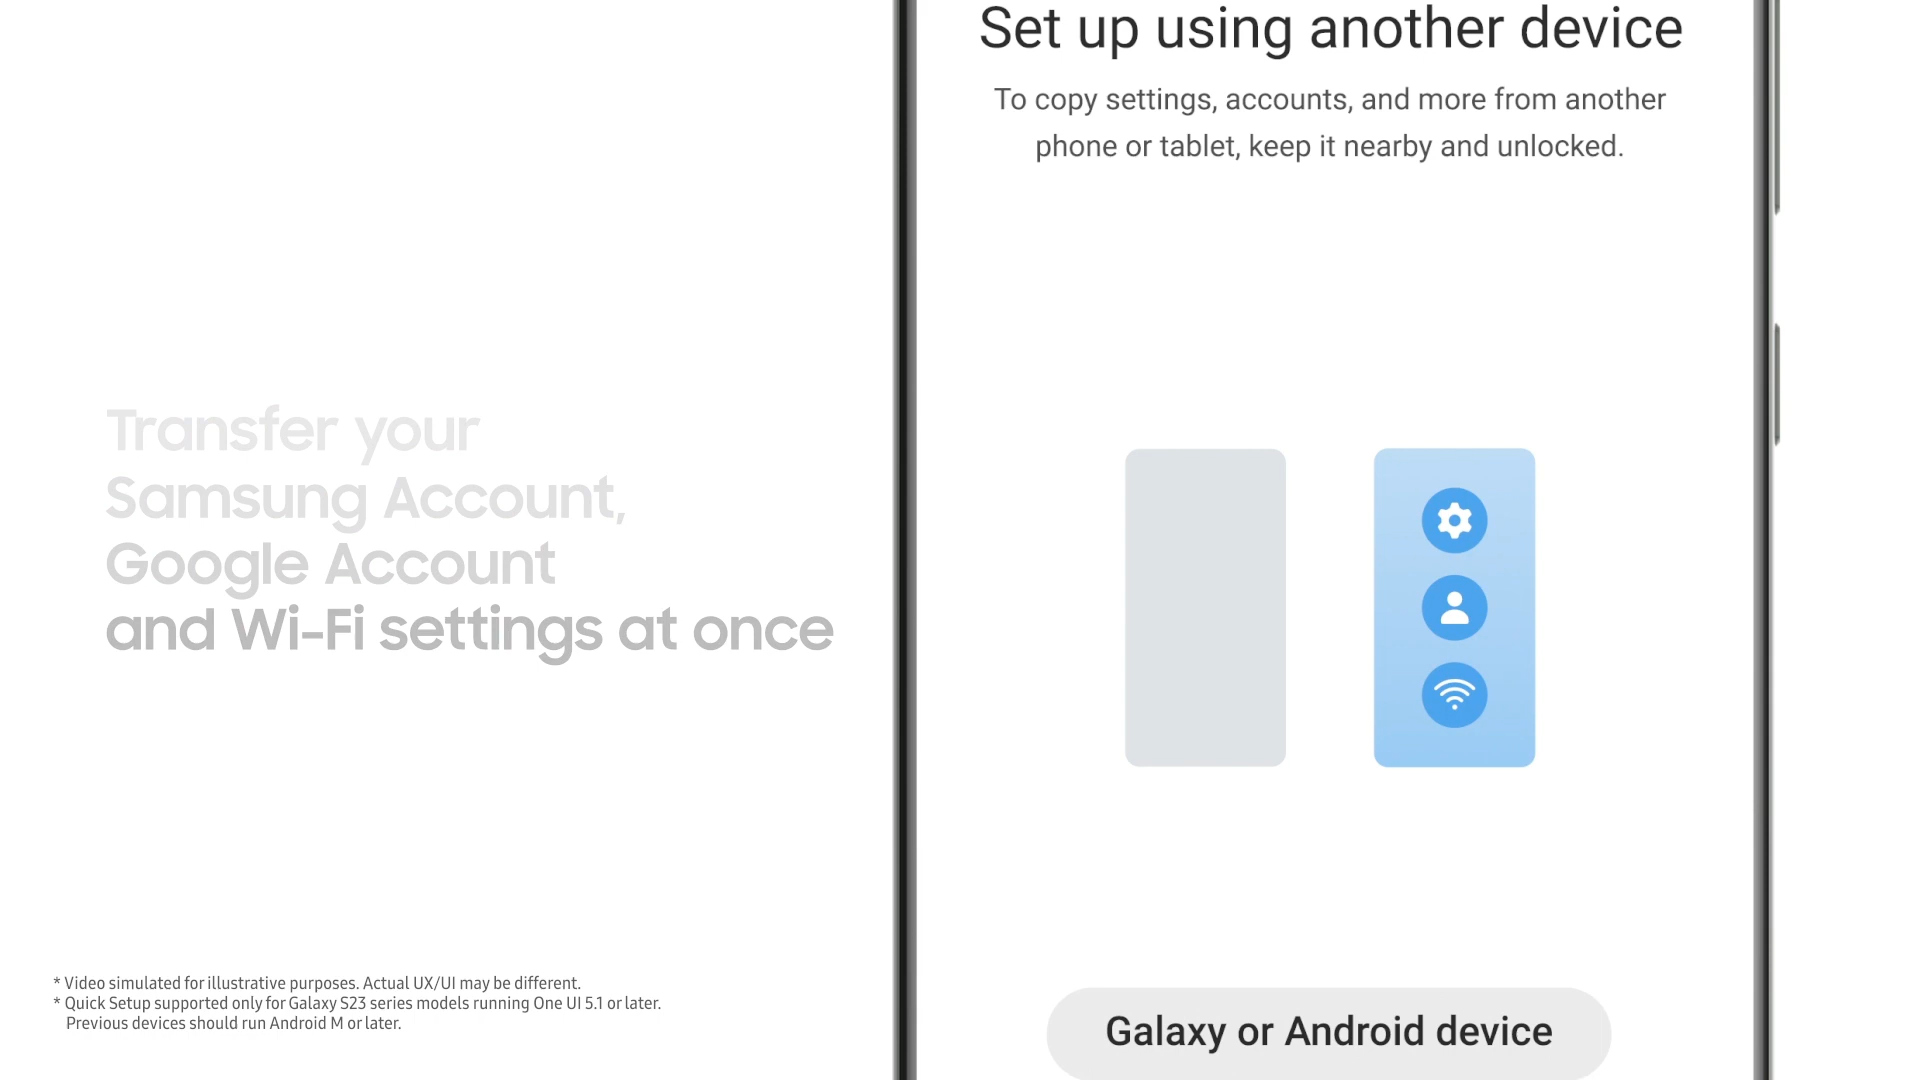 Set up using another device
To copy settings, accounts, and more from another
phone or tablet, keep it nearby and unlocked.
Transfer your
Samsung Account,
Google Account
and Wi-Fi settings at once
* Video simulated for illustrative purposes. Actual UX/UI may be different.
* Quick Setup supported only for Galaxy S23 series models running One UI 5.1 or later.
Previous devices should run Android M or later.
Galaxy or Android device